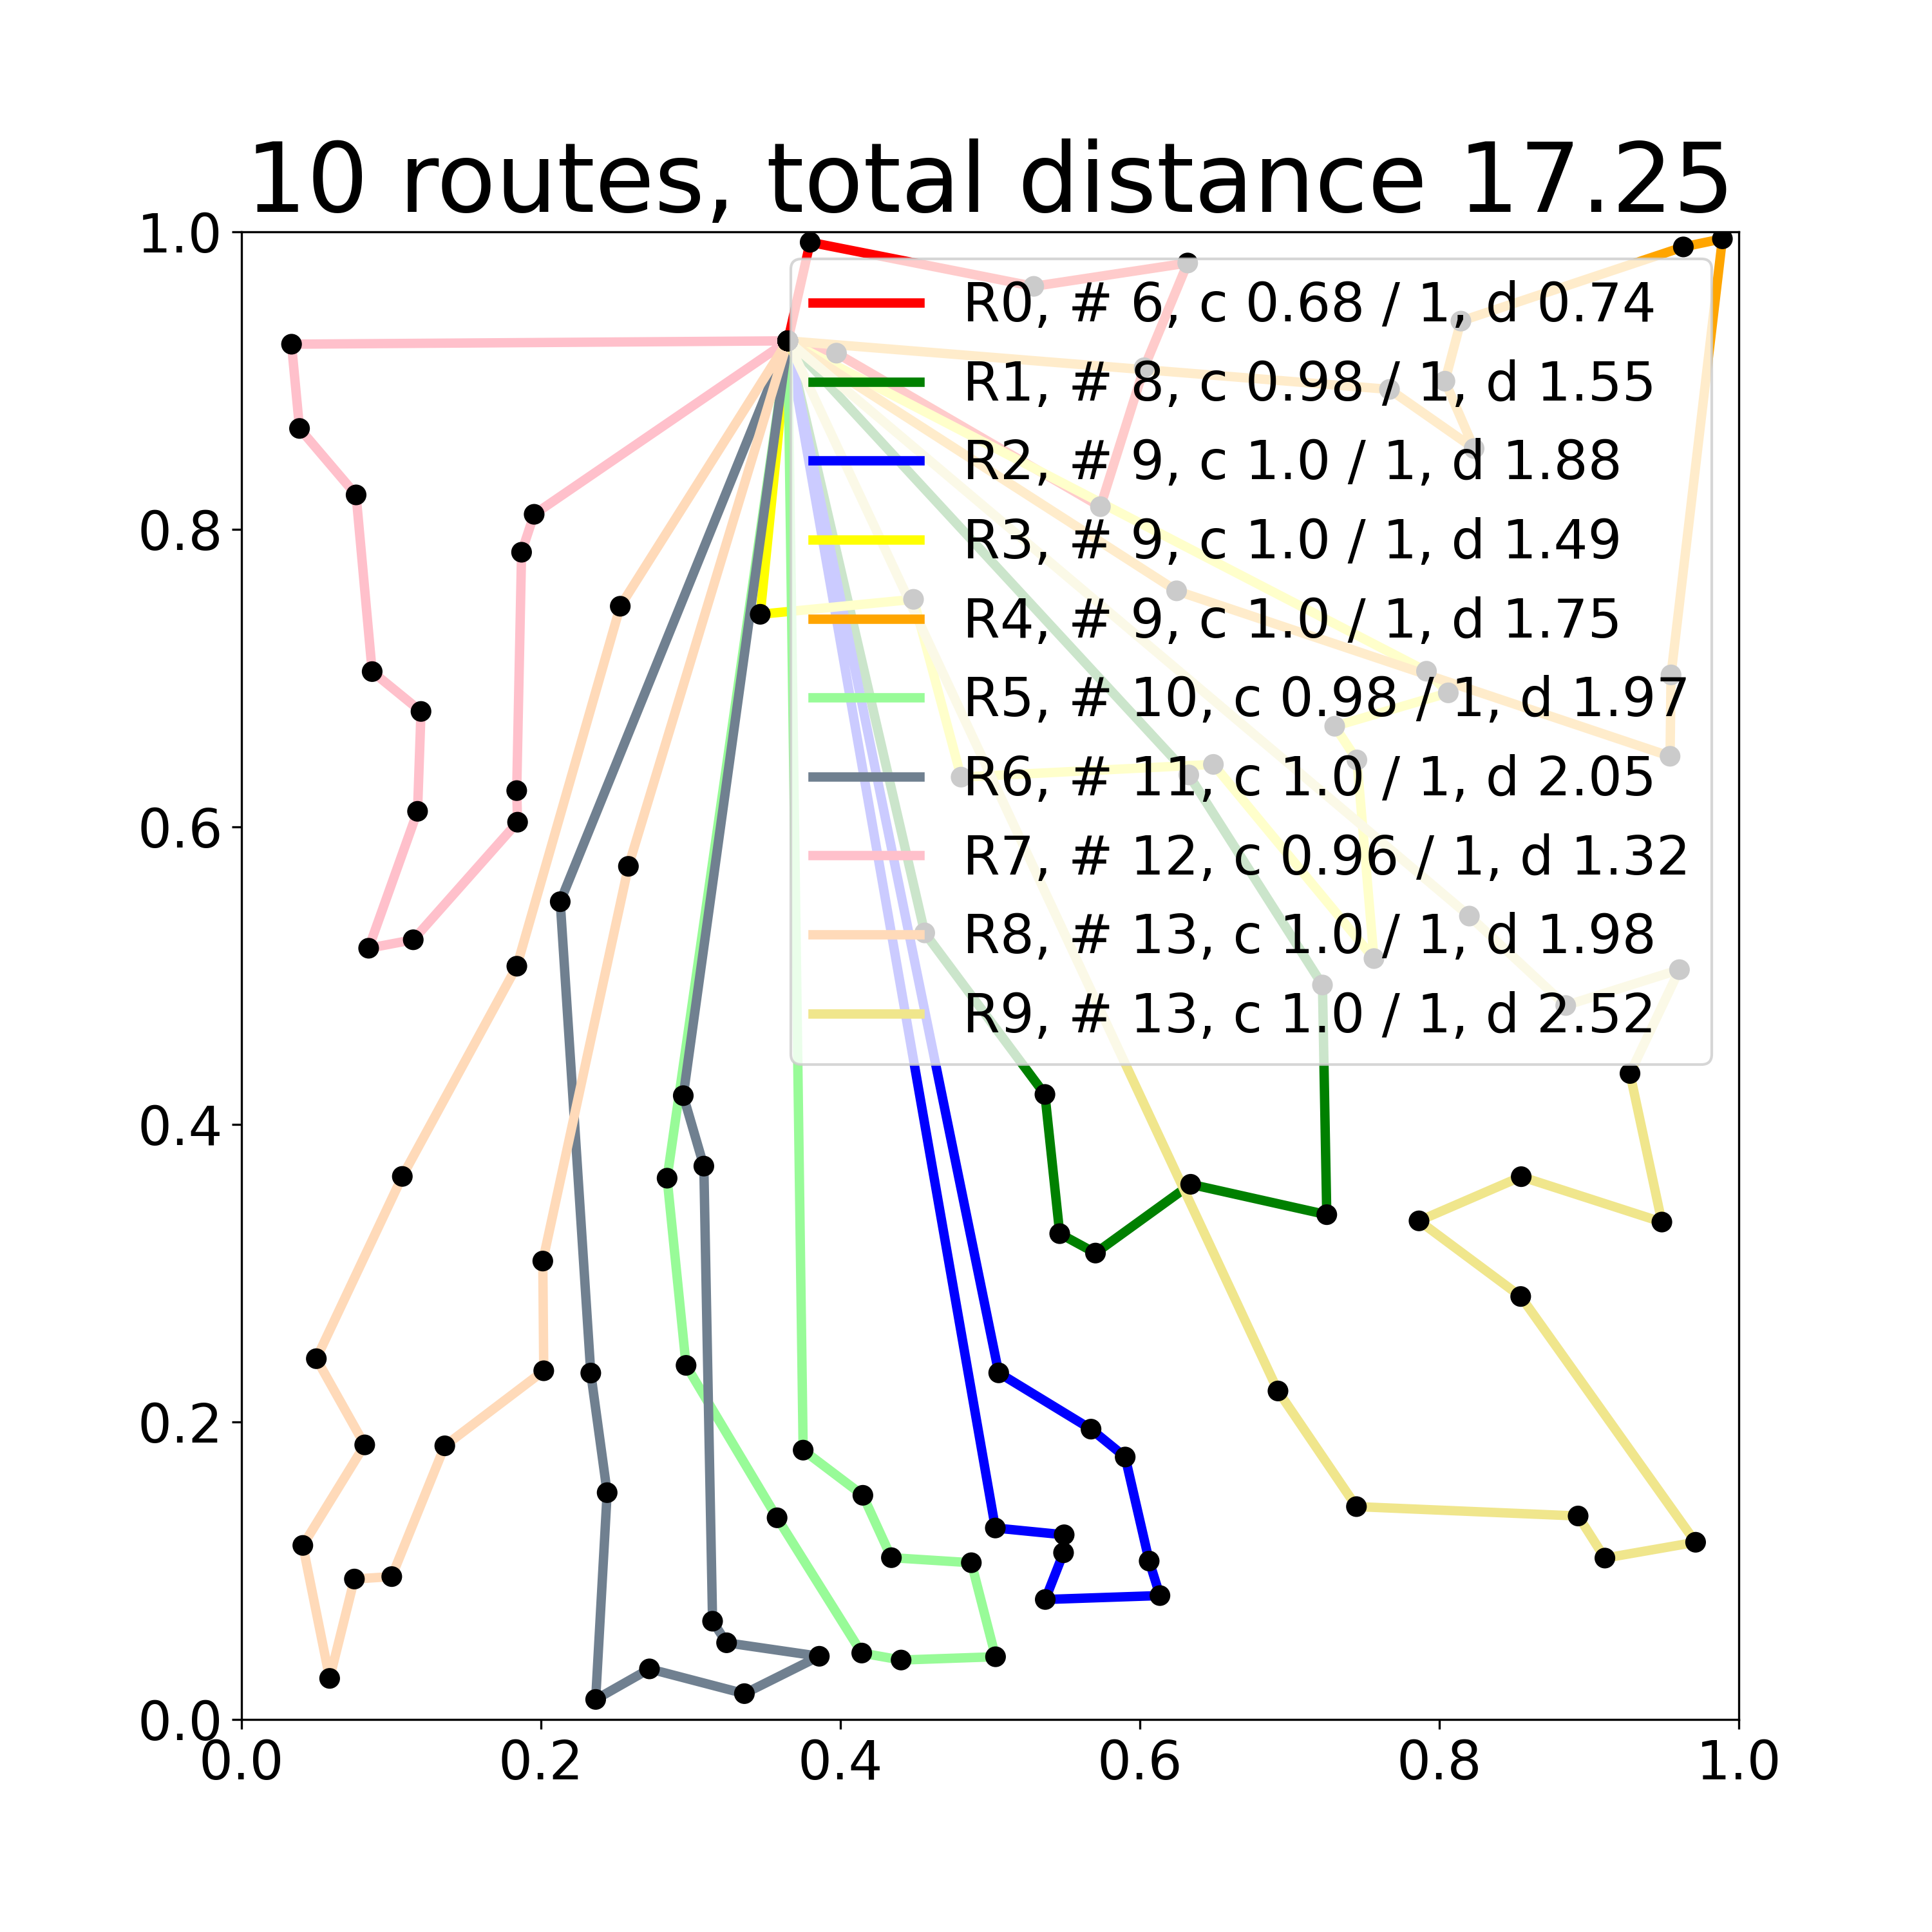 10 routes, total distance 17.25
1.0
0.8
0.6
0.4
0.2
0.0
R0, # 6, c 0.68 / 1, d 0.74
R1, # 8, c 0.98 / 1, d 1.55
R2, # 9, c 1.0 / 1, d 1.88
R3, # 9, c 1.0 / 1, d 1.49
R4, # 9, c 1.0 / 1, d 1.75
R5, # 10, c 0.98 / 1, d 1.97
R6, # 11, c 1.0 / 1, d 2.05
R7, # 12, c 0.96 / 1, d 1.32
R8, # 13, c 1.0 / 1, d 1.98
R9, # 13, c 1.0 / 1, d 2.52
0.0 0.2 0.4 0.6 0.8 1.0